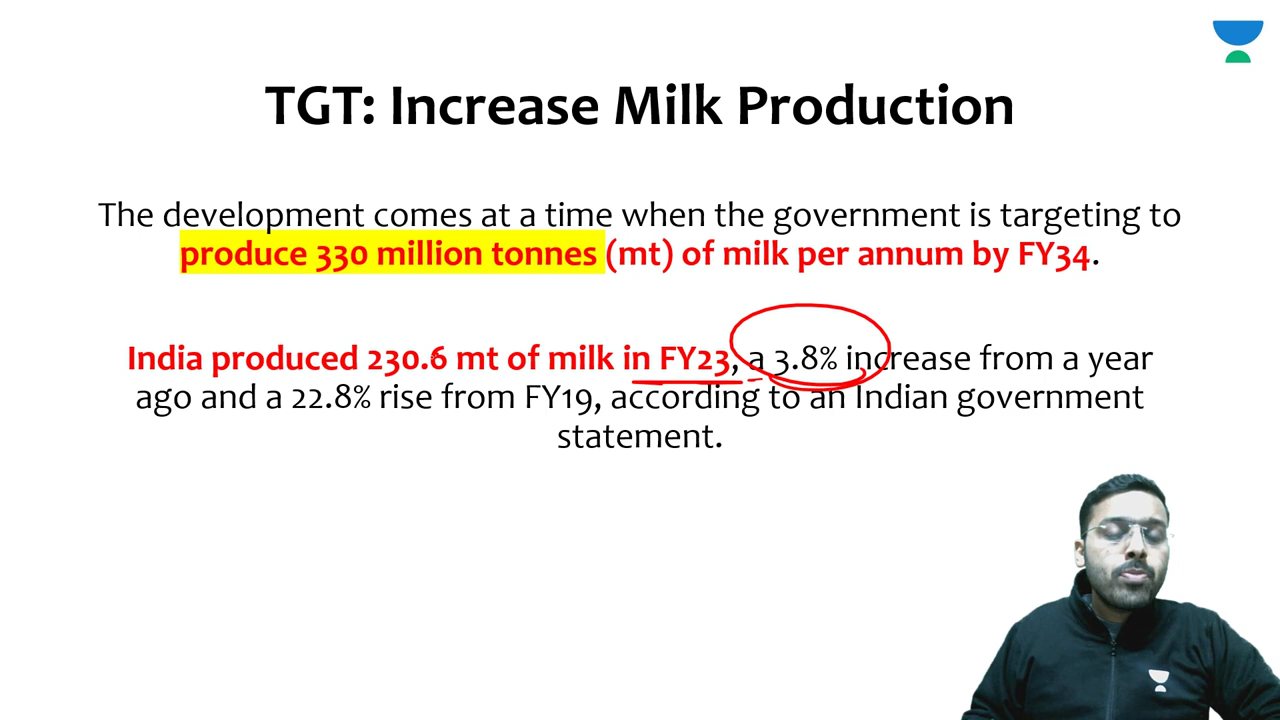 TGT: Increase Milk Production
The development comes at a time when the government is targeting to
produce 330 million tonnes (mt) of milk per annum by FY34.
India produced 230.6 mt of milk in FY23, a 3.8% increase from a year
ago and a 22.8% rise from FY19, according to an Indian government
statement.